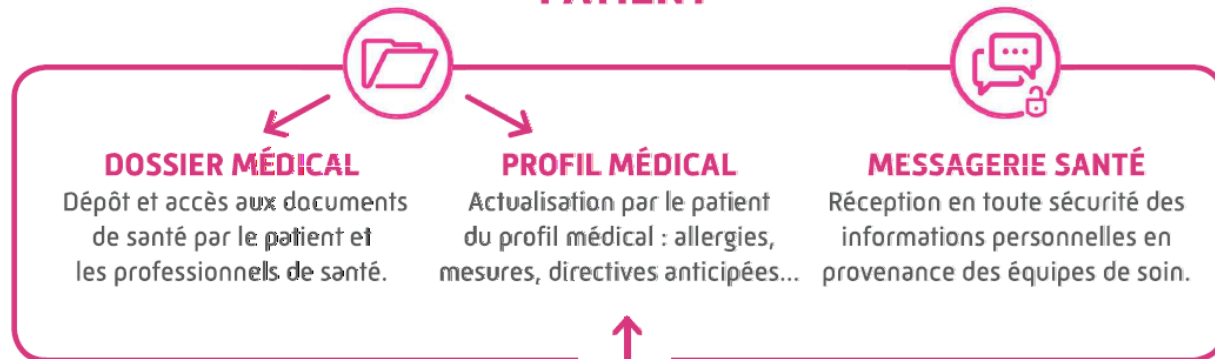 PATIENT
DOSSIER MÉDICAL
Dépôt et accès aux documents
de santé par le patient et
les professionnels de santé.
PROFIL MÉDICAL
Actualisation par le patient
du profil médical : allergies,
mesures, directives anticipées...
MESSAGERIE SANTÉ
Réception en toute sécurité des
informations personnelles en
provenance des équipes de soin.